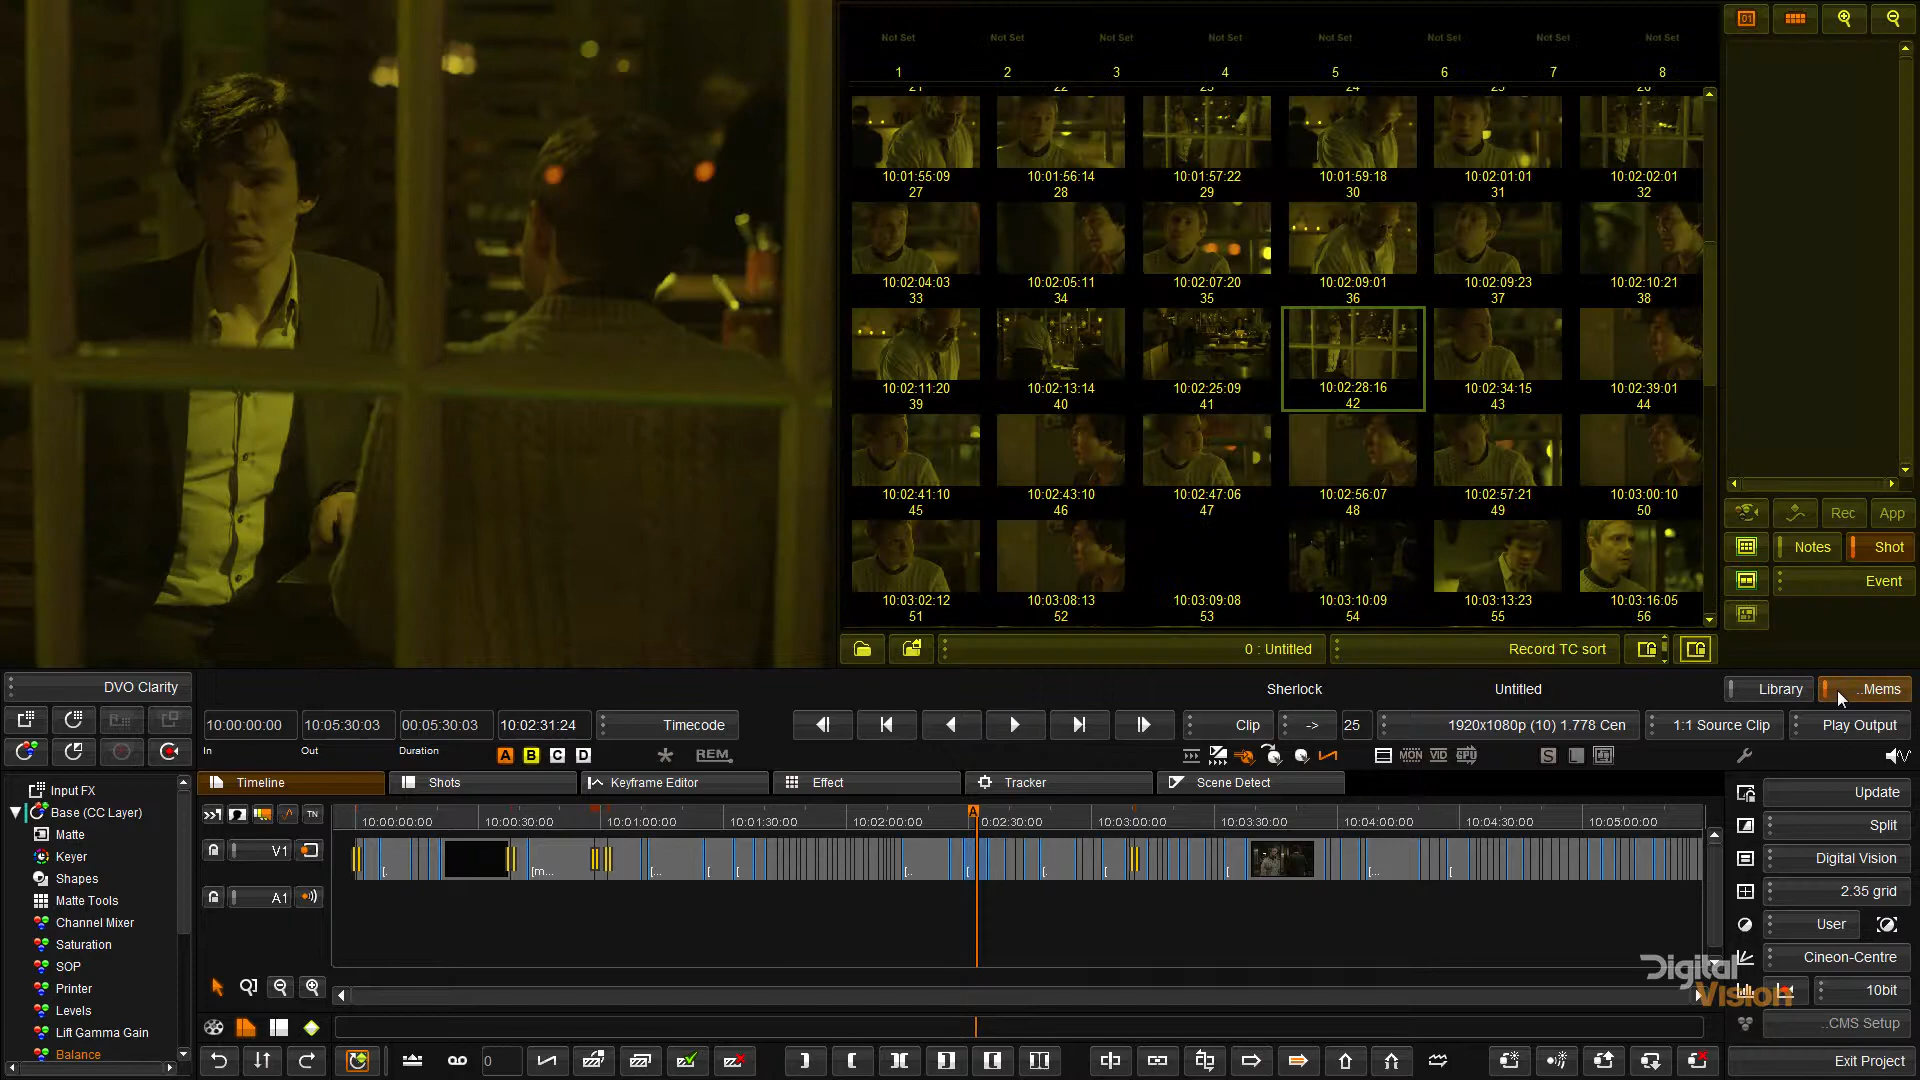 Not Set Not Set Not Set Not Set Not Set Not Set Not Set Not Set
1 2 3 4 5 6 7 8
21 22 23 24 25 26
10:01:55:09 10:01:56:14 10:01:57:22 10:01:59:18 10:02:01:01 10:02:02:01
27 28 29 30 31 32
10:02:04:03 10:02:05:11 10:02:07:20 10:02:09:01 10:02:09:23 10:02:10:21
33 34 35 36 37 38
10:02:11:20 10:02:13:14 10:02:25:09 10:02:28:16 10:02:34:15 10:02:39:01
39 40 41 42 43 44
10:02:41:10 10:02:43:10 10:02:47:06 10:02:56:07 10:02:57:21 10:03:00:10
45 46 47 48 49 50
10:03:02:12 10:03:08:13 10:03:09:08 10:03:10:09 10:03:13:23 10:03:16:05
51 52 53 54 55 56
Rec App
Notes Shot
Event
0 : Untitled Record TC sort
DVO Clarity Sherlock Untitled Library ..Mems
10:00:00:00 10:05:30:03 00:05:30:03 10:02:31:24 Timecode Clip -> 25 1920x1080p (10) 1.778 Cen 1:1 Source Clip Play Output
In Out Duration A B C D REM MON VID GPU S L
Timeline Shots Keyframe Editor Effect Tracker Scene Detect
Input FX
Base (CC Layer)
Matte
Keyer
Shapes
Matte Tools
Channel Mixer
Saturation
SOP
Printer
Levels
Lift Gamma Gain
Balance
TN
A
10:00:00:00 10:00:30:00 10:01:00:00 10:01:30:00 10:02:00:00 0:02:30:00 10:03:00:00 10:03:30:00 10:04:00:00 10:04:30:00 10:05:00:00
V1
[. [m... [... [ [ [.. [ [. [ [ [... [
A1
Update
Split
Digital Vision
2.35 grid
User
Cineon-Centre
10bit
..CMS Setup
Exit Project
Digital
Vision
0